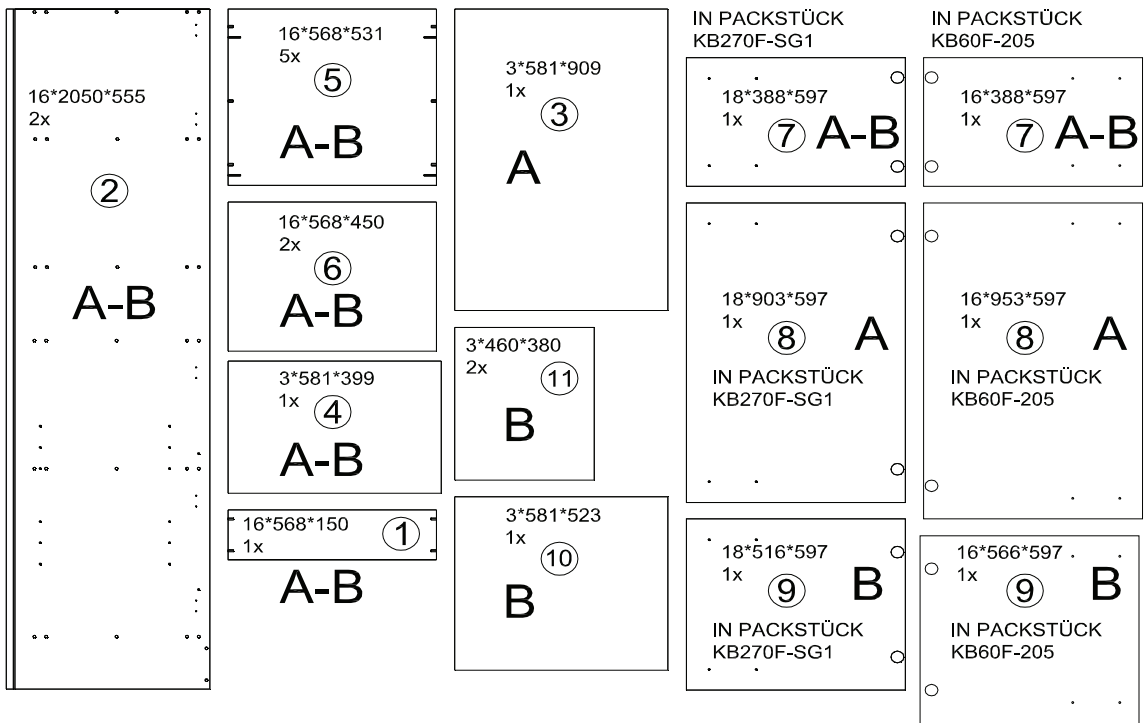 16*2050*555
2x
2
A-B
16*568*531
5x
5
A-B
16*568*450
2x
6
A-B
3*581*399
1x
4
A-B
16*568*150
1x
1
A-B
3*581*909
1x
3
A
3*460*380
2x
11
B
3*581*523
1x
10
B
IN PACKSTÜCK
KB270F-SG1
18*388*597
1x
7 A-B
18*903*597
1x
8 A
IN PACKSTÜCK
KB270F-SG1
18*516*597
1x
9 B
IN PACKSTÜCK
KB270F-SG1
IN PACKSTÜCK
KB60F-205
16*388*597
1x
7 A-B
16*953*597
1x
8 A
IN PACKSTÜCK
KB60F-205
16*566*597
1x
9 B
IN PACKSTÜCK
KB60F-205